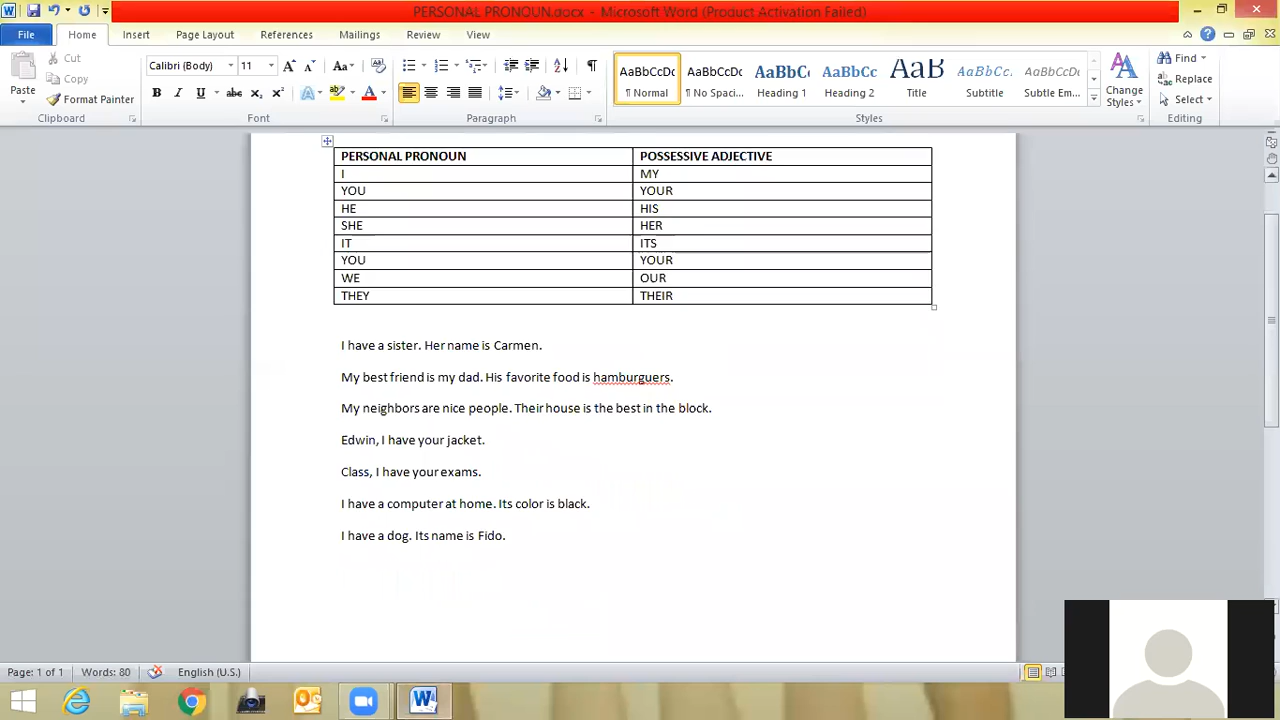 PERSONAL PRONOUN.docx - Microsoft Word (Product Activation Failed)
File Home Insert Page Layout References Mailings Review View
Cut
Copy
Format Painter
Paste
Calibri (Body) 11
AaBbCcDc AaBbCcDc AaBbC AaBbCc AaB AaBbCc. AaBbCcDc
¶ Normal ¶ No Spaci... Heading 1 Heading 2 Title Subtitle Subtle Em...
Change Styles
Find
Replace
Select
Clipboard Font Paragraph Styles Editing
PERSONAL PRONOUN POSSESSIVE ADJECTIVE
I MY
YOU YOUR
HE HIS
SHE HER
IT ITS
YOU YOUR
WE OUR
THEY THEIR
I have a sister. Her name is Carmen.
My best friend is my dad. His favorite food is hamburguers.
My neighbors are nice people. Their house is the best in the block.
Edwin, I have your jacket.
Class, I have your exams.
I have a computer at home. Its color is black.
I have a dog. Its name is Fido.
Page: 1 of 1 Words: 80 English (U.S.)